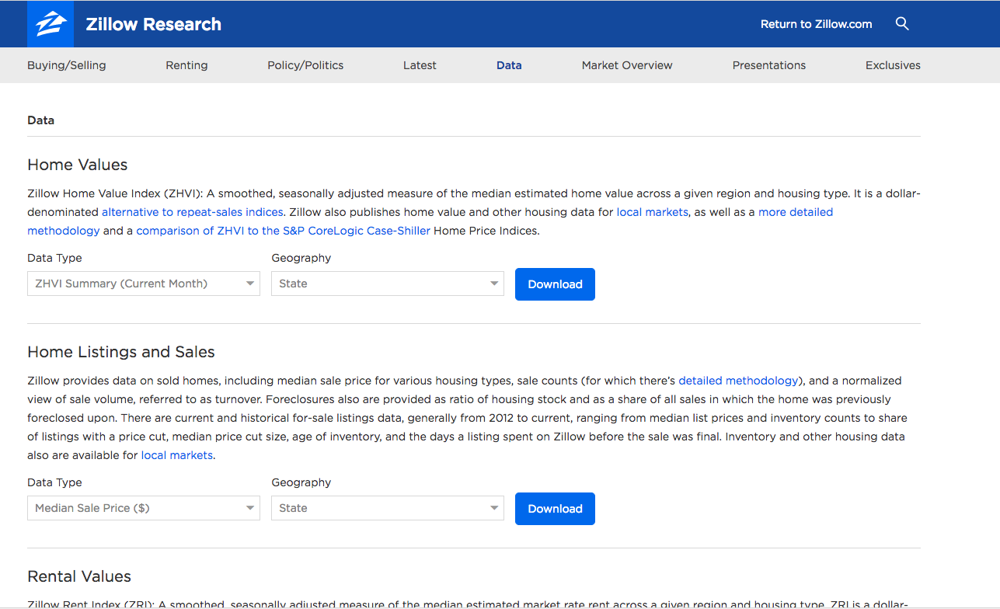 Zillow Research
Return to Zillow.com
Buying/Selling Renting Policy/Politics Latest Data Market Overview Presentations Exclusives
Data
Home Values
Zillow Home Value Index (ZHVI): A smoothed, seasonally adjusted measure of the median estimated home value across a given region and housing type. It is a dollar-
denominated alternative to repeat-sales indices. Zillow also publishes home value and other housing data for local markets, as well as a more detailed
methodology and a comparison of ZHVI to the S&P CoreLogic Case-Shiller Home Price Indices.
Data Type Geography
ZHVI Summary (Current Month) State Download
Home Listings and Sales
Zillow provides data on sold homes, including median sale price for various housing types, sale counts (for which there’s detailed methodology), and a normalized
view of sale volume, referred to as turnover. Foreclosures also are provided as ratio of housing stock and as a share of all sales in which the home was previously
foreclosed upon. There are current and historical for-sale listings data, generally from 2012 to current, ranging from median list prices and inventory counts to share
of listings with a price cut, median price cut size, age of inventory, and the days a listing spent on Zillow before the sale was final. Inventory and other housing data
also are available for local markets.
Data Type Geography
Median Sale Price ($) State Download
Rental Values
Zillow Rent Index (ZRI): A smoothed, seasonally adjusted measure of the median estimated market rate rent across a given region and housing type. ZRI is a dollar-